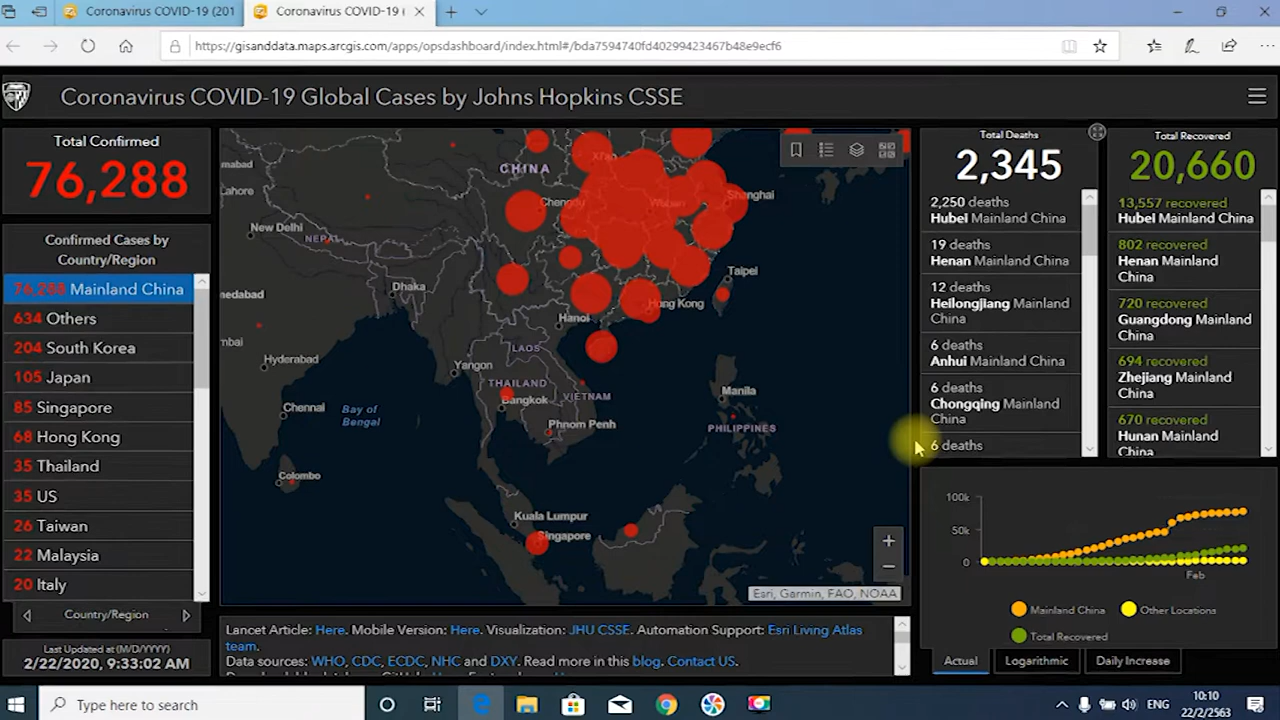 Coronavirus COVID-19 (201
Coronavirus COVID-19 (
https://gisanddata.maps.arcgis.com/apps/opsdashboard/index.html#/bda7594740fd40299423467b48e9ecf6
Coronavirus COVID-19 Global Cases by Johns Hopkins CSSE
Total Confirmed
76,288
Confirmed Cases by
Country/Region
76,288 Mainland China
634 Others
204 South Korea
105 Japan
85 Singapore
68 Hong Kong
35 Thailand
35 US
26 Taiwan
22 Malaysia
20 Italy
Country/Region
Last Updated at (M/D/YYYY)
2/22/2020, 9:33:02 AM
CHINA
Xi'an
Lahore
Chengdu
Wuhan
Shanghai
New Delhi
NEPAL
Taipei
Dhaka
medabad
Hong Kong
Hanoi
Hyderabad
LAOS
Yangon
THAILAND
VIETNAM
Manila
Bangkok
Chennai
Bay of
Bengal
Phnom Penh
PHILIPPINES
Colombo
Kuala Lumpur
Singapore
Esri, Garmin, FAO, NOAA
Lancet Article: Here. Mobile Version: Here. Visualization: JHU CSSE. Automation Support: Esri Living Atlas
team.
Data sources: WHO, CDC, ECDC, NHC and DXY. Read more in this blog. Contact US.
Total Deaths
2,345
2,250 deaths
Hubei Mainland China
19 deaths
Henan Mainland China
12 deaths
Heilongjiang Mainland
China
6 deaths
Anhui Mainland China
6 deaths
Chongqing Mainland
China
6 deaths
Total Recovered
20,660
13,557 recovered
Hubei Mainland China
802 recovered
Henan Mainland
China
720 recovered
Guangdong Mainland
China
694 recovered
Zhejiang Mainland
China
670 recovered
Hunan Mainland
China
100k
50k
0
Feb
Mainland China
Other Locations
Total Recovered
Actual
Logarithmic
Daily Increase
Type here to search
ENG
10:10
22/2/2563